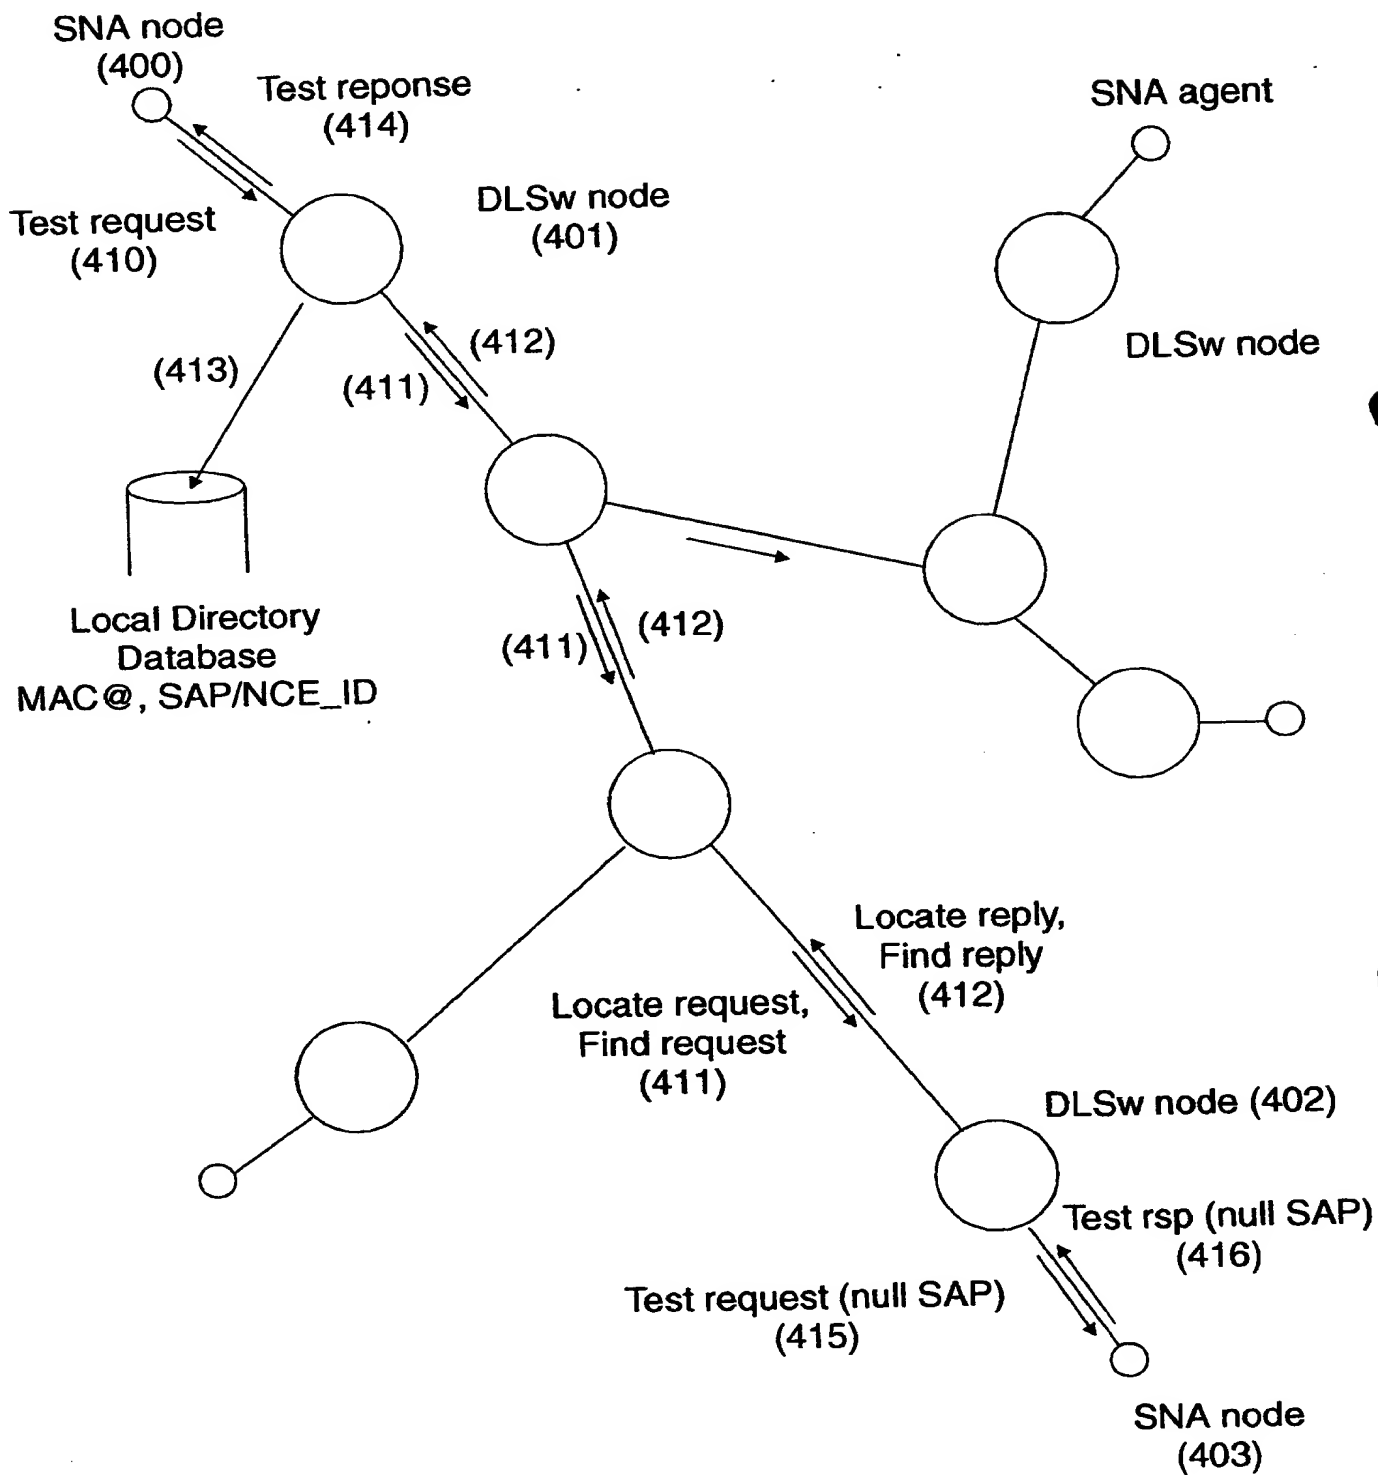 SNA node
(400)
Test reponse
(414)
SNA agent
DLSw node
(401)
Test request
(410)
(412)
DLSw node
(413)
(411)
Local Directory
Database
MAC@, SAP/NCE_ID
(412)
(411)
Locate reply,
Find reply
(412)
Locate request,
Find request
(411)
DLSw node (402)
Test rsp (null SAP)
(416)
Test request (null SAP)
(415)
SNA node
(403)